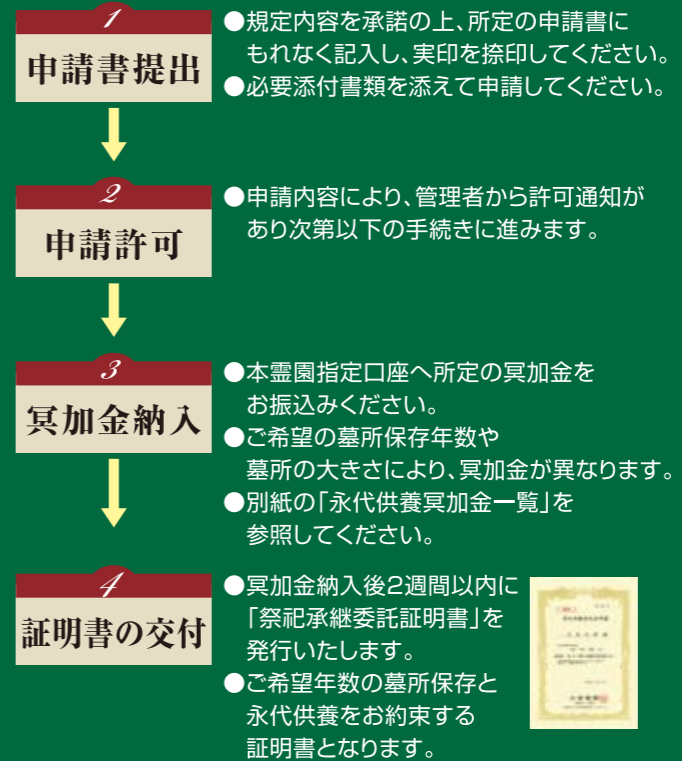 1
申請書提出
●規定内容を承諾の上、所定の申請書に
もれなく記入し、実印を捺印してください。
●必要添付書類を添えて申請してください。
2
申請許可
●申請内容により、管理者から許可通知が
あり次第以下の手続きに進みます。
3
冥加金納入
●本霊園指定口座へ所定の冥加金を
お振込みください。
●ご希望の墓所保存年数や
墓所の大きさにより、冥加金が異なります。
●別紙の「永代供養冥加金一覧」を
参照してください。
4
証明書の交付
●冥加金納入後2週間以内に
「祭祀承継委託証明書」を
発行いたします。
●ご希望年数の墓所保存と
永代供養をお約束する
証明書となります。